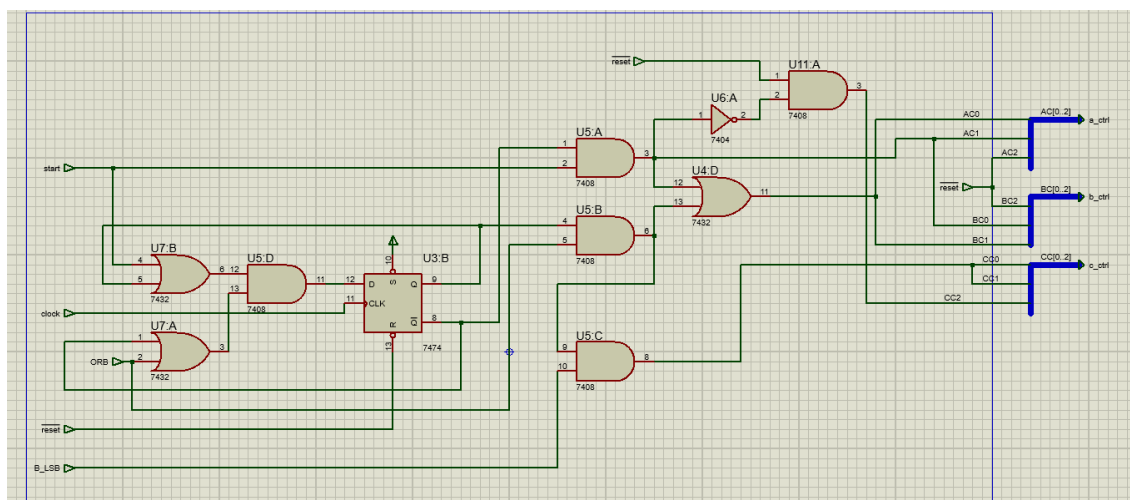 reset
U11:A
1
2
3
7408
U6:A
1
2
7404
AC0
AC[0..2]
a_ctrl
AC1
AC2
U5:A
1
2
3
7408
start
reset
U4:D
12
13
11
7432
BC[0..2]
b_ctrl
BC2
BC0
BC1
U5:B
4
5
6
7408
U7:B
4
5
6
7432
U5:D
12
13
11
7408
U3:B
10
S
12
D
Q
9
11
CLK
Q
8
R
13
7474
CC[0..2]
CC0
c_ctrl
CC1
CC2
clock
U7:A
1
2
3
7432
ORB
U5:C
9
10
8
7408
reset
B_LSB